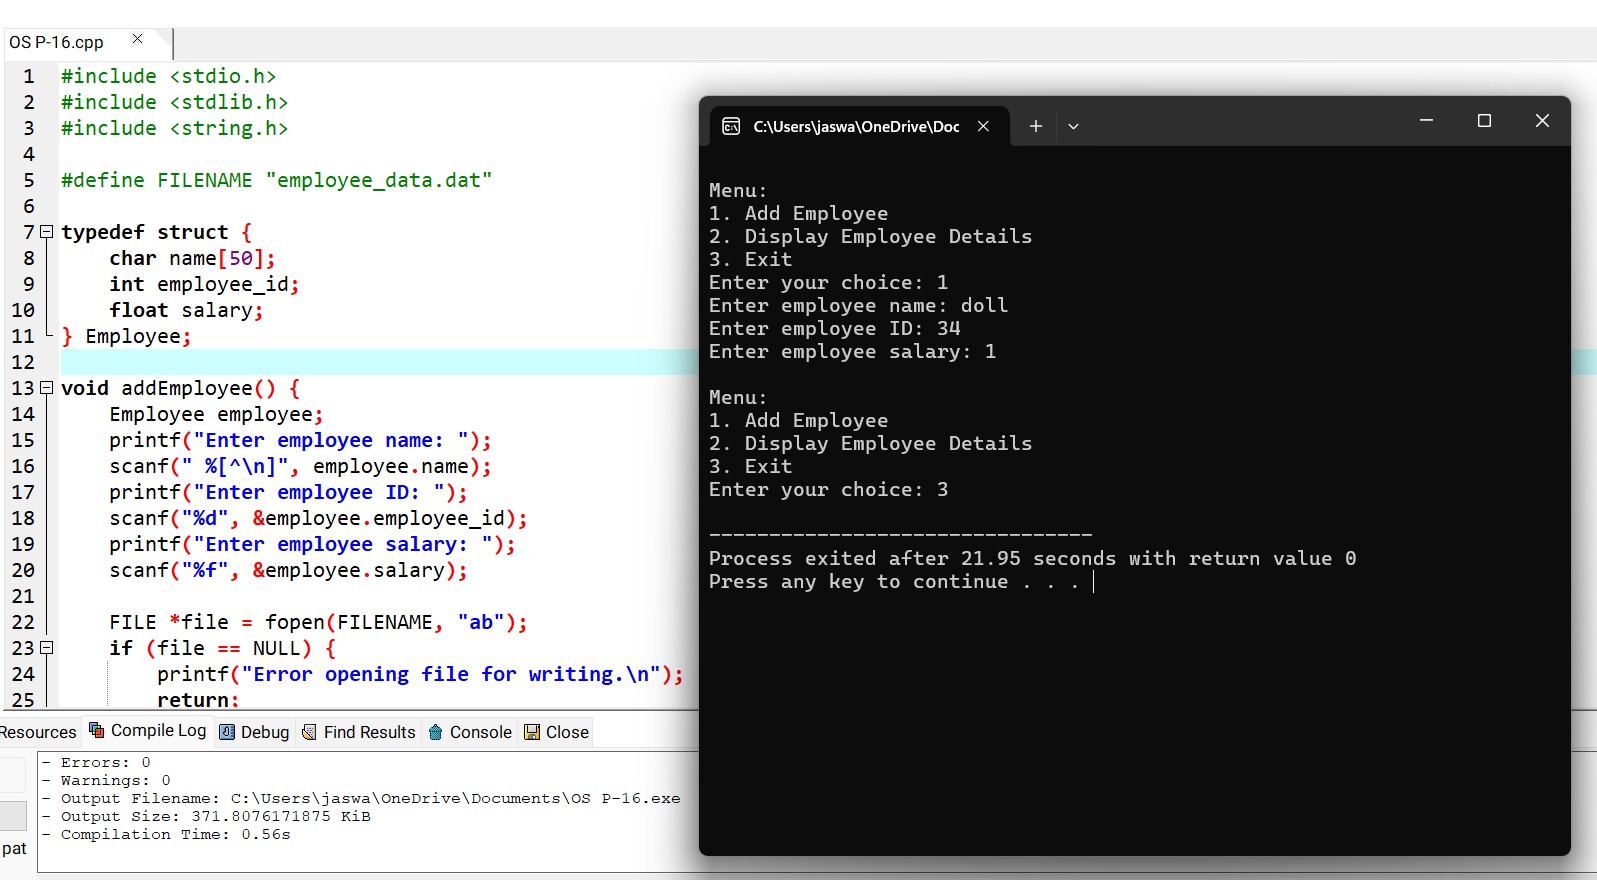 OS P-16.cpp
1 #include <stdio.h>
2 #include <stdlib.h>
3 #include <string.h>
4
5 #define FILENAME "employee_data.dat"
6
7 typedef struct {
8 char name[50];
9 int employee_id;
10 float salary;
11 } Employee;
12
13 void addEmployee() {
14 Employee employee;
15 printf("Enter employee name: ");
16 scanf(" %[^\n]", employee.name);
17 printf("Enter employee ID: ");
18 scanf("%d", &employee.employee_id);
19 printf("Enter employee salary: ");
20 scanf("%f", &employee.salary);
21
22 FILE *file = fopen(FILENAME, "ab");
23 if (file == NULL) {
24 printf("Error opening file for writing.\n");
25 return;
C:\Users\jaswa\OneDrive\Doc
Menu:
1. Add Employee
2. Display Employee Details
3. Exit
Enter your choice: 1
Enter employee name: doll
Enter employee ID: 34
Enter employee salary: 1
Menu:
1. Add Employee
2. Display Employee Details
3. Exit
Enter your choice: 3
--------------------------------
Process exited after 21.95 seconds with return value 0
Press any key to continue . . .
Resources Compile Log Debug Find Results Console Close
- Errors: 0
- Warnings: 0
- Output Filename: C:\Users\jaswa\OneDrive\Documents\OS P-16.exe
- Output Size: 371.8076171875 KiB
- Compilation Time: 0.56s
pat